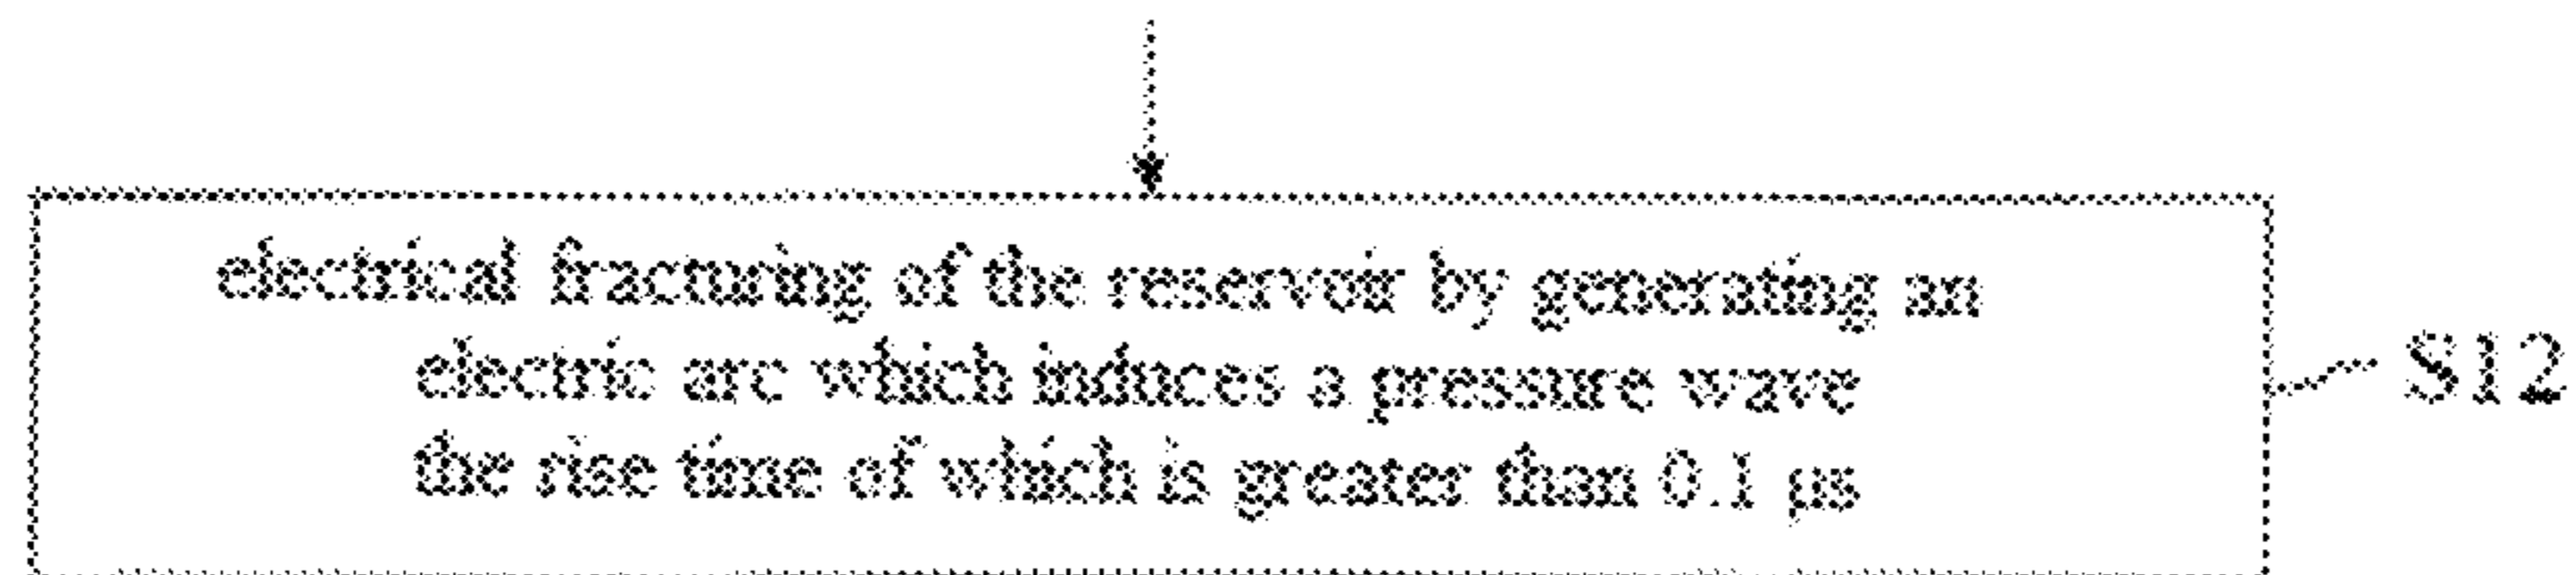 electrical fracturing of the reservoir by generating an
electric arc which induces a pressure wave
the rise time of which is greater than 0.1 µs
S12